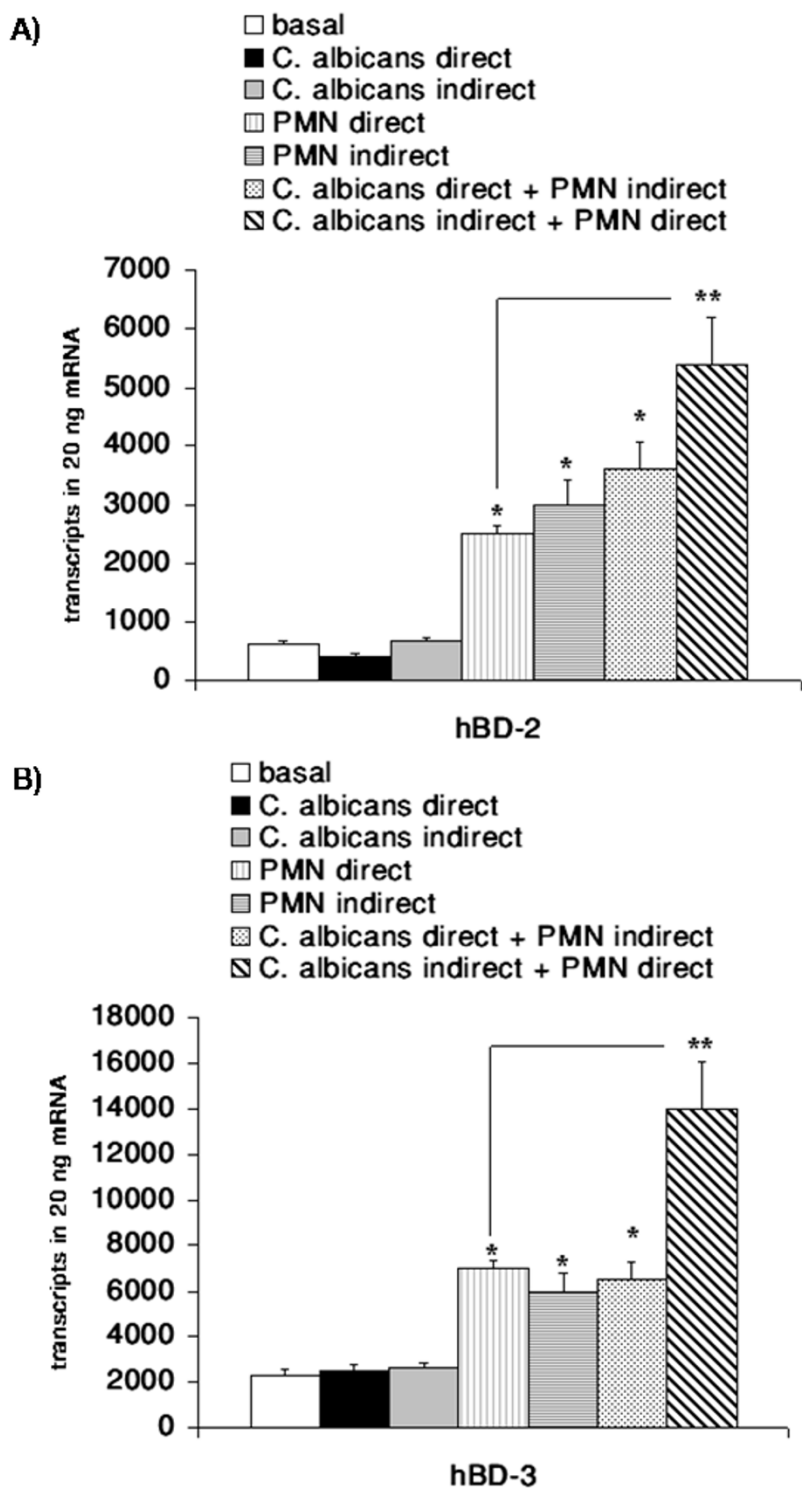 A)
basal
C. albicans direct
C. albicans indirect
PMN direct
PMN indirect
C. albicans direct + PMN indirect
C. albicans indirect + PMN direct
transcripts in 20 ng mRNA
7000
6000
5000
4000
3000
2000
1000
0
**
*
*
*
hBD-2
B)
basal
C. albicans direct
C. albicans indirect
PMN direct
PMN indirect
C. albicans direct + PMN indirect
C. albicans indirect + PMN direct
transcripts in 20 ng mRNA
18000
16000
14000
12000
10000
8000
6000
4000
2000
0
**
*
*
*
hBD-3